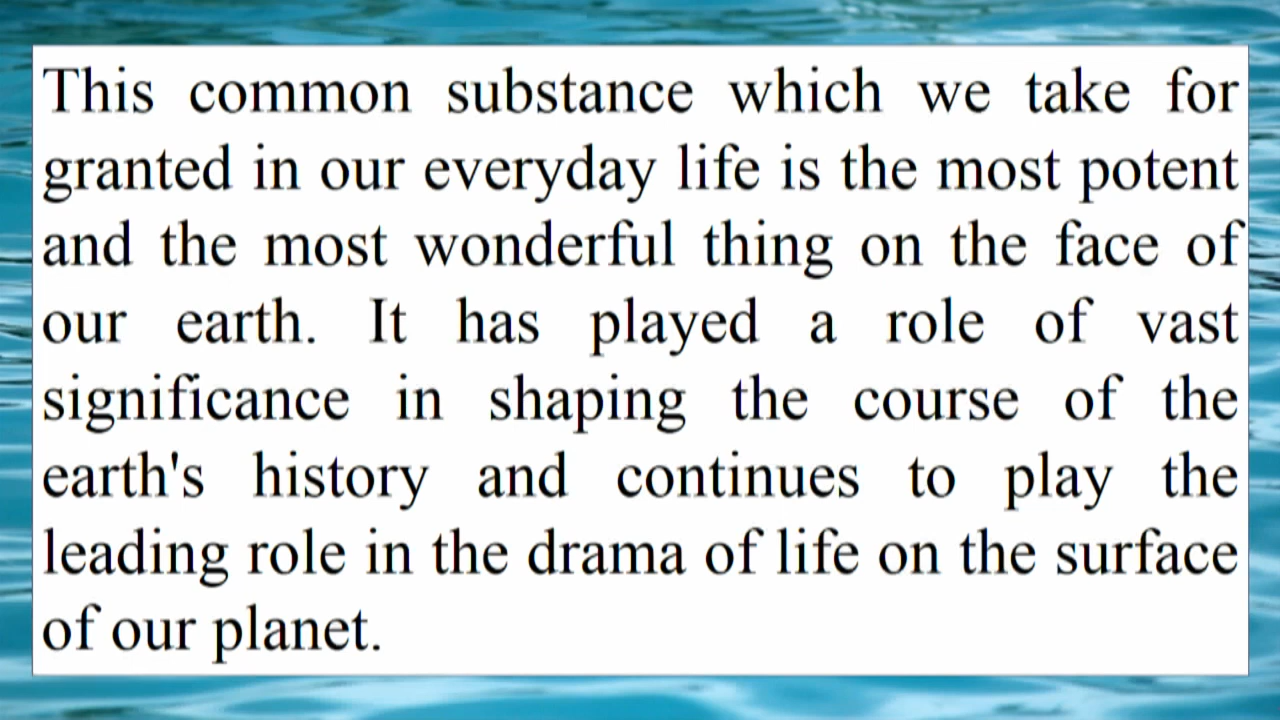 This common substance which we take for
granted in our everyday life is the most potent
and the most wonderful thing on the face of
our earth. It has played a role of vast
significance in shaping the course of the
earth's history and continues to play the
leading role in the drama of life on the surface
of our planet.